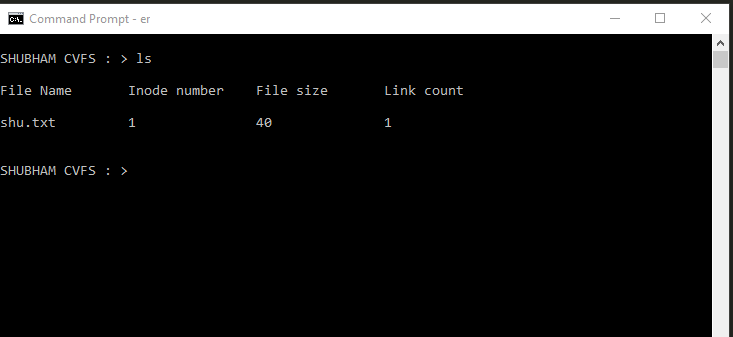 Command Prompt - er
SHUBHAM CVFS : > ls
File Name Inode number File size Link count
shu.txt 1 40 1
SHUBHAM CVFS : >